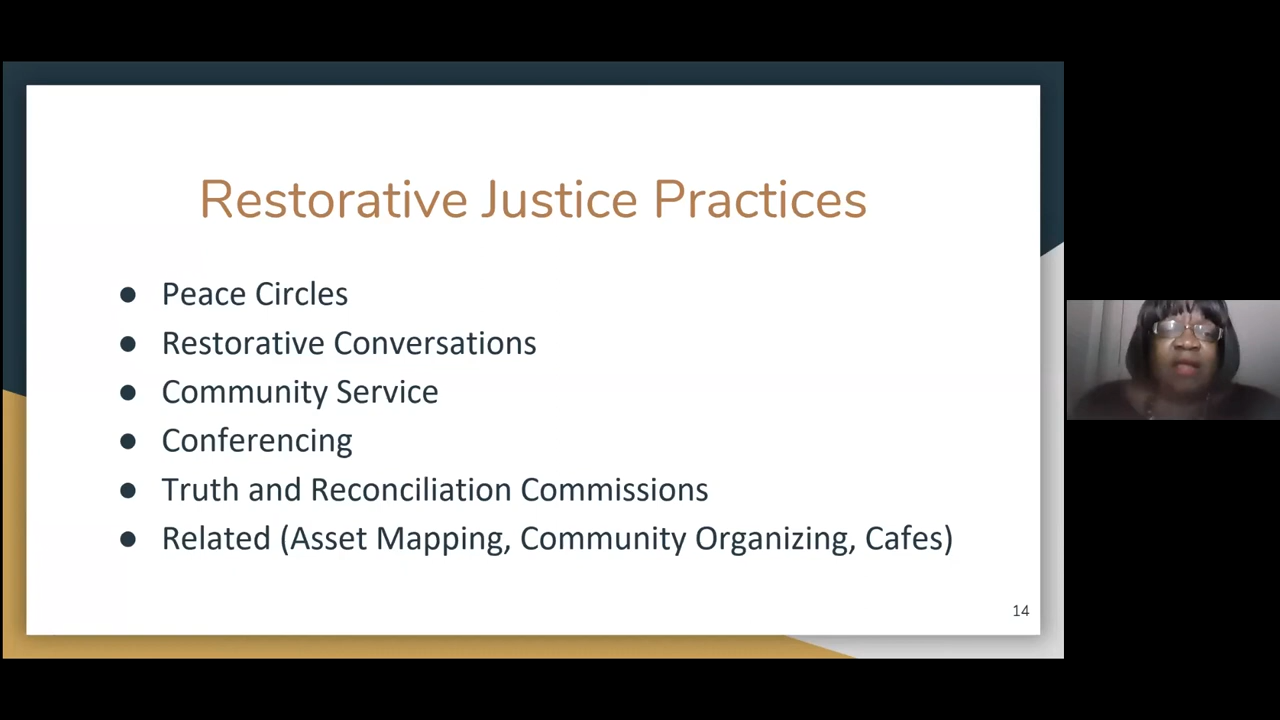 Restorative Justice Practices
● Peace Circles
● Restorative Conversations
● Community Service
● Conferencing
● Truth and Reconciliation Commissions
● Related (Asset Mapping, Community Organizing, Cafes)
14